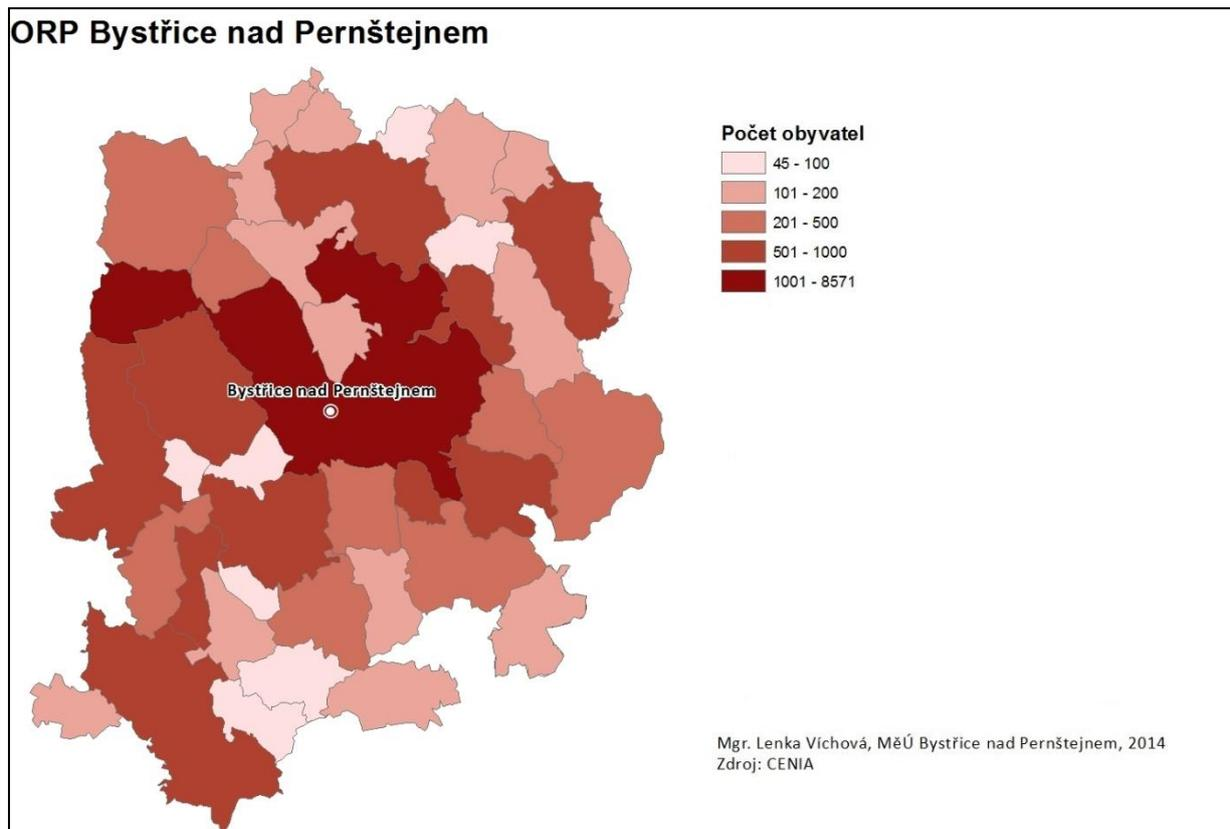 ORP Bystřice nad Pernštejnem
Počet obyvatel
45 - 100
101 - 200
201 - 500
501 - 1000
1001 - 8571
Bystřice nad Pernštejnem
Mgr. Lenka Víchová, MěÚ Bystřice nad Pernštejnem, 2014
Zdroj: CENIA